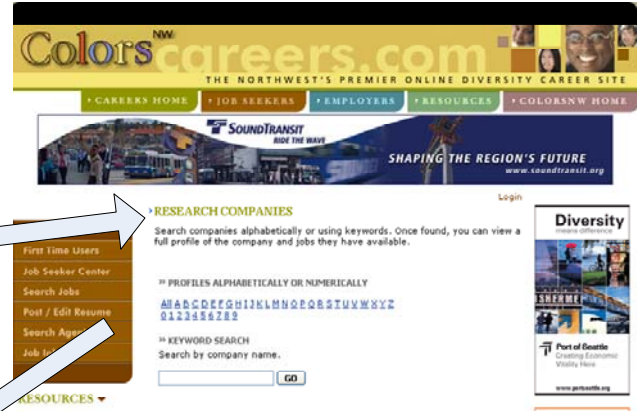 ColorsNW
careers.com
THE NORTHWEST'S PREMIER ONLINE DIVERSITY CAREER SITE
CAREERS HOME
JOB SEEKERS
EMPLOYERS
RESOURCES
COLORSNW HOME
SOUNDTRANSIT
RIDE THE WAVE
SHAPING THE REGION'S FUTURE
www.soundtransit.org
Login
RESEARCH COMPANIES
Search companies alphabetically or using keywords. Once found, you can view a
full profile of the company and jobs they have available.
» PROFILES ALPHABETICALLY OR NUMERICALLY
All A B C D E F G H I J K L M N O P Q R S T U V W X Y Z
0 1 2 3 4 5 6 7 8 9
» KEYWORD SEARCH
Search by company name.
GO
First Time Users
Job Seeker Center
Search Jobs
Post / Edit Resume
Search
Job
RESOURCES
Diversity
means difference
Port of Seattle
Creating Economic
Vitality Here
www.portseattle.org